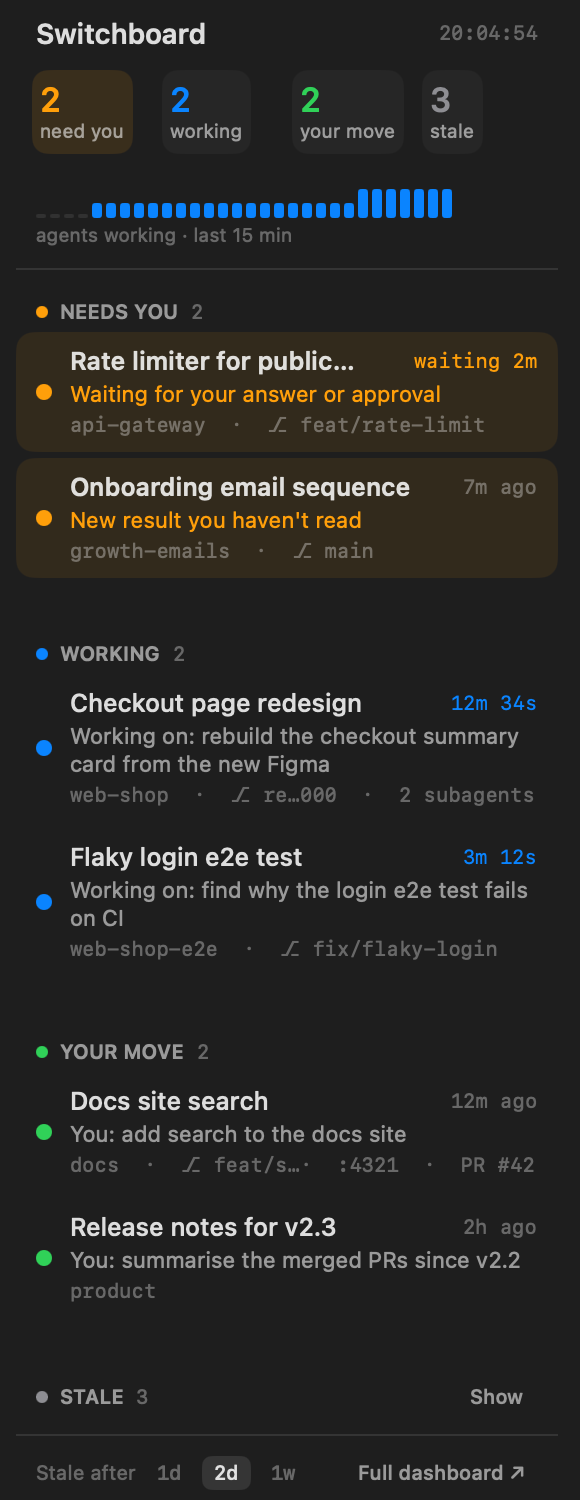 Switchboard 20:04:54
2 2 2 3
need you working your move stale
agents working · last 15 min
NEEDS YOU 2
Rate limiter for public… waiting 2m
Waiting for your answer or approval
api-gateway · ⎇ feat/rate-limit
Onboarding email sequence 7m ago
New result you haven't read
growth-emails · ⎇ main
WORKING 2
Checkout page redesign 12m 34s
Working on: rebuild the checkout summary
card from the new Figma
web-shop · ⎇ re…000 · 2 subagents
Flaky login e2e test 3m 12s
Working on: find why the login e2e test fails
on CI
web-shop-e2e · ⎇ fix/flaky-login
YOUR MOVE 2
Docs site search 12m ago
You: add search to the docs site
docs · ⎇ feat/s…· :4321 · PR #42
Release notes for v2.3 2h ago
You: summarise the merged PRs since v2.2
product
STALE 3 Show
Stale after 1d 2d 1w Full dashboard ↗